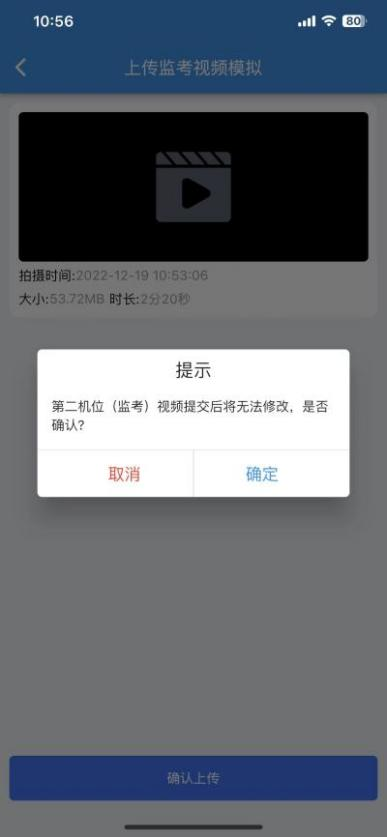 10:56
80
上传监考视频模拟
拍摄时间:2022-12-19 10:53:06
大小:53.72MB 时长:2分20秒
提示
第二机位（监考）视频提交后将无法修改，是否
确认?
取消
确定
确认上传